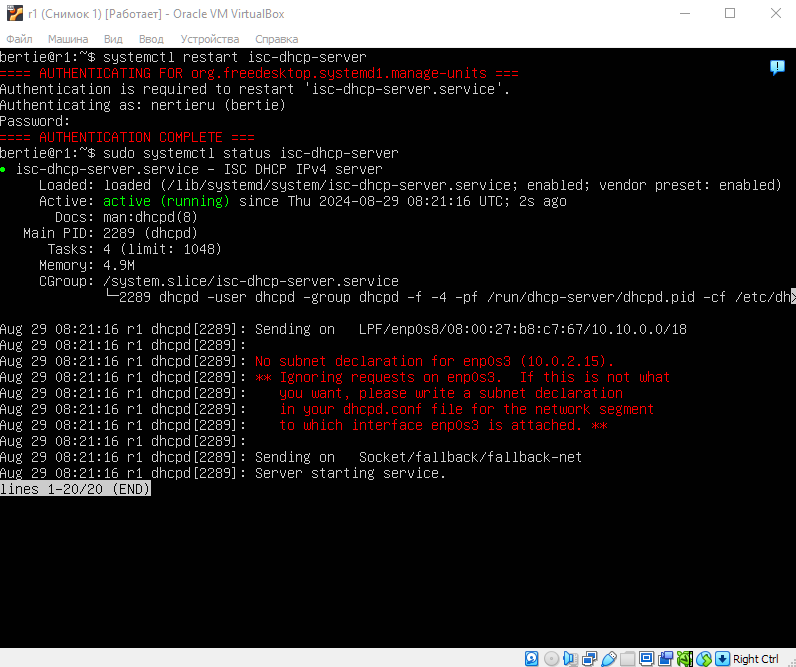 r1 (Снимок 1) [Работает] - Oracle VM VirtualBox
Файл Машина Вид Ввод Устройства Справка
bertie@r1:~$ systemctl restart isc-dhcp-server
==== AUTHENTICATING FOR org.freedesktop.systemd1.manage-units ===
Authentication is required to restart 'isc-dhcp-server.service'.
Authenticating as: nertieru (bertie)
Password:
==== AUTHENTICATION COMPLETE ===
bertie@r1:~$ sudo systemctl status isc-dhcp-server
● isc-dhcp-server.service - ISC DHCP IPv4 server
Loaded: loaded (/lib/systemd/system/isc-dhcp-server.service; enabled; vendor preset: enabled)
Active: active (running) since Thu 2024-08-29 08:21:16 UTC; 2s ago
Docs: man:dhcpd(8)
Main PID: 2289 (dhcpd)
Tasks: 4 (limit: 1048)
Memory: 4.9M
CGroup: /system.slice/isc-dhcp-server.service
└─2289 dhcpd -user dhcpd -group dhcpd -f -4 -pf /run/dhcp-server/dhcpd.pid -cf /etc/dh>
Aug 29 08:21:16 r1 dhcpd[2289]: Sending on   LPF/enp0s8/08:00:27:b8:c7:67/10.10.0.0/18
Aug 29 08:21:16 r1 dhcpd[2289]:
Aug 29 08:21:16 r1 dhcpd[2289]: No subnet declaration for enp0s3 (10.0.2.15).
Aug 29 08:21:16 r1 dhcpd[2289]: ** Ignoring requests on enp0s3.  If this is not what
Aug 29 08:21:16 r1 dhcpd[2289]:    you want, please write a subnet declaration
Aug 29 08:21:16 r1 dhcpd[2289]:    in your dhcpd.conf file for the network segment
Aug 29 08:21:16 r1 dhcpd[2289]:    to which interface enp0s3 is attached. **
Aug 29 08:21:16 r1 dhcpd[2289]:
Aug 29 08:21:16 r1 dhcpd[2289]: Sending on   Socket/fallback/fallback-net
Aug 29 08:21:16 r1 dhcpd[2289]: Server starting service.
lines 1-20/20 (END)
Right Ctrl